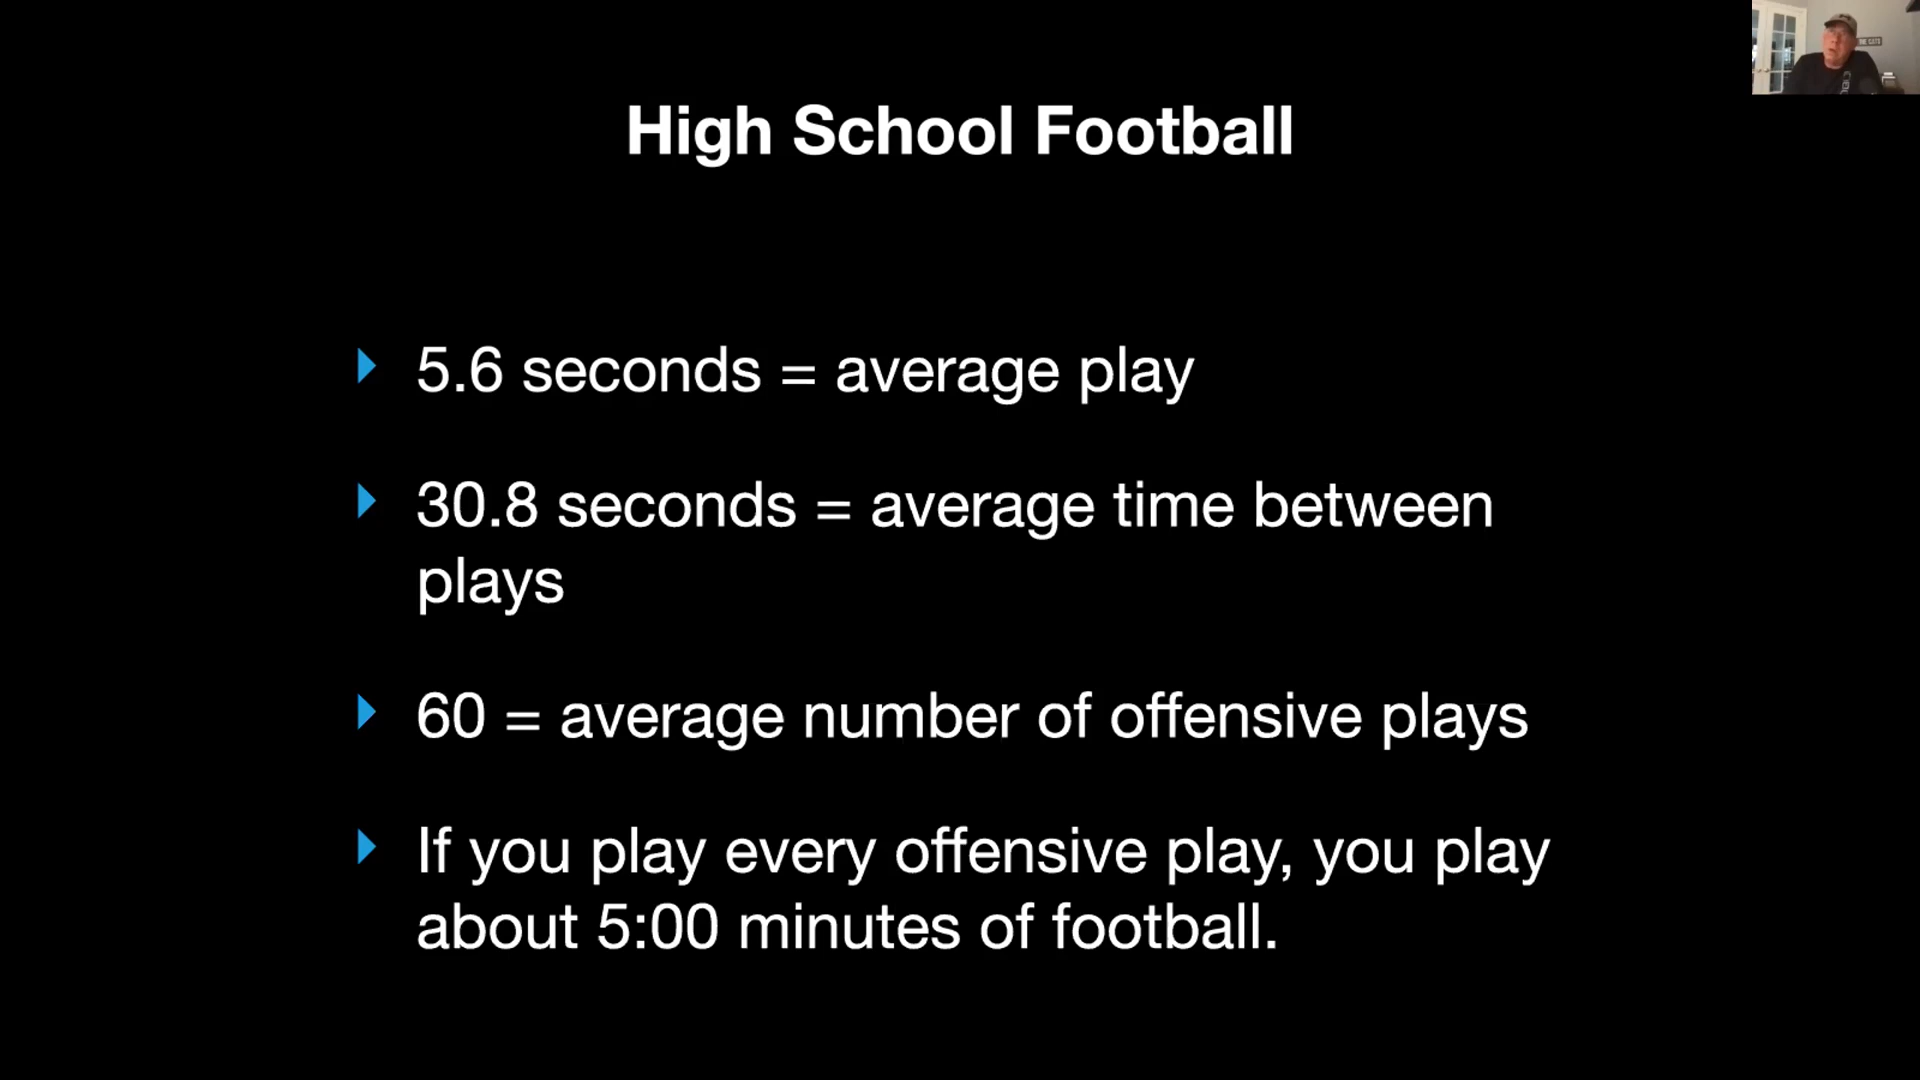 High School Football
5.6 seconds = average play
30.8 seconds = average time between
plays
60 = average number of offensive plays
If you play every offensive play, you play
about 5:00 minutes of football.